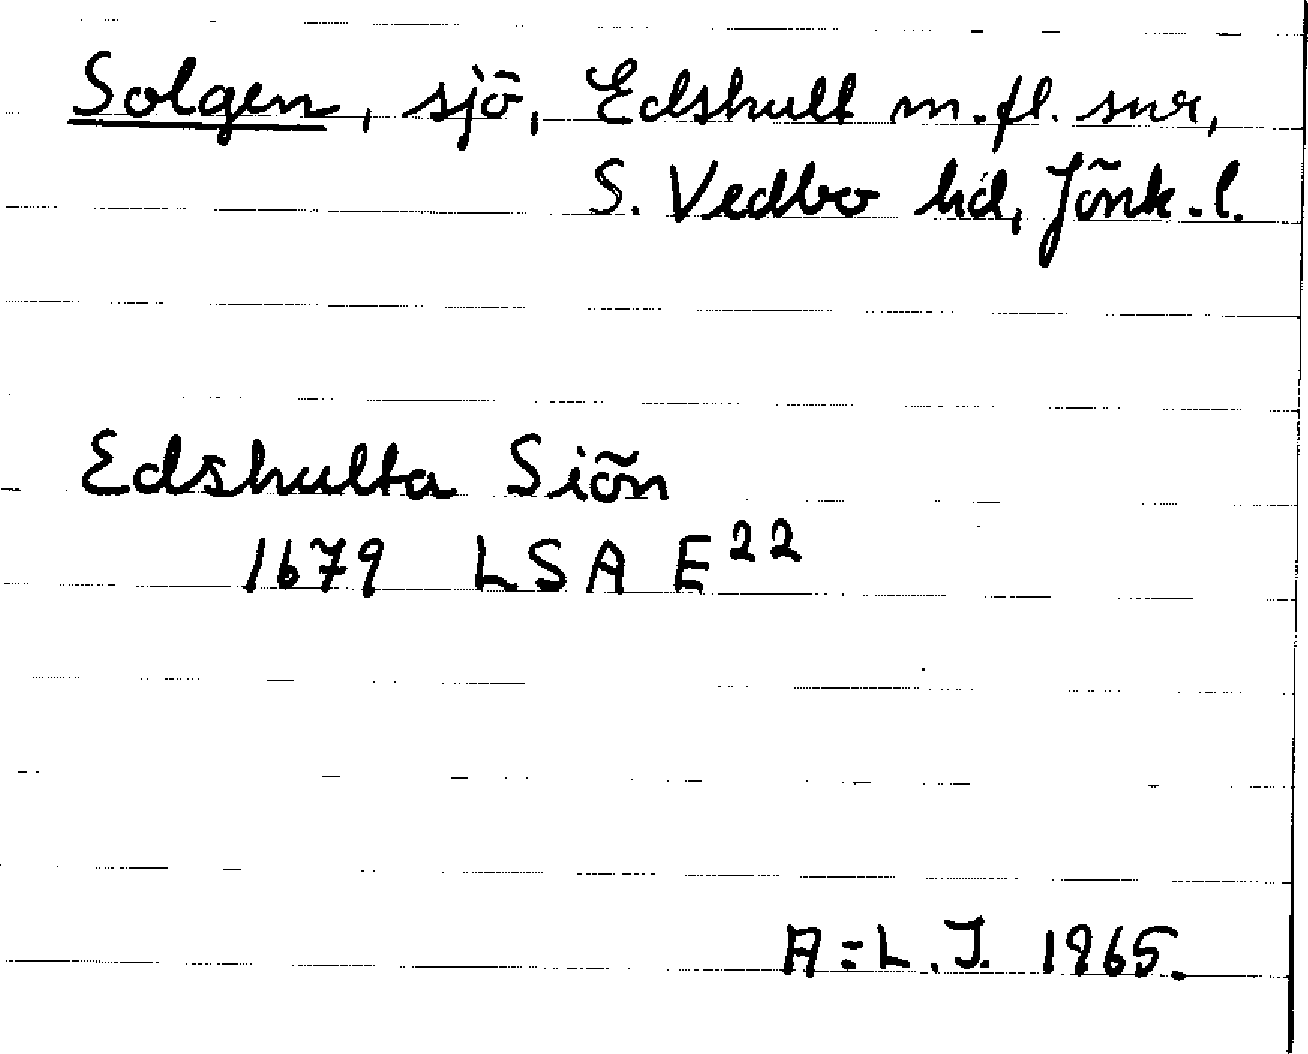 Solgen, sjö, Edshult m.fl. snr,
S. Vedbo hd, Jönk.l.
Edshulta Siön
1679 LSA E²²
A=L.J. 1965.